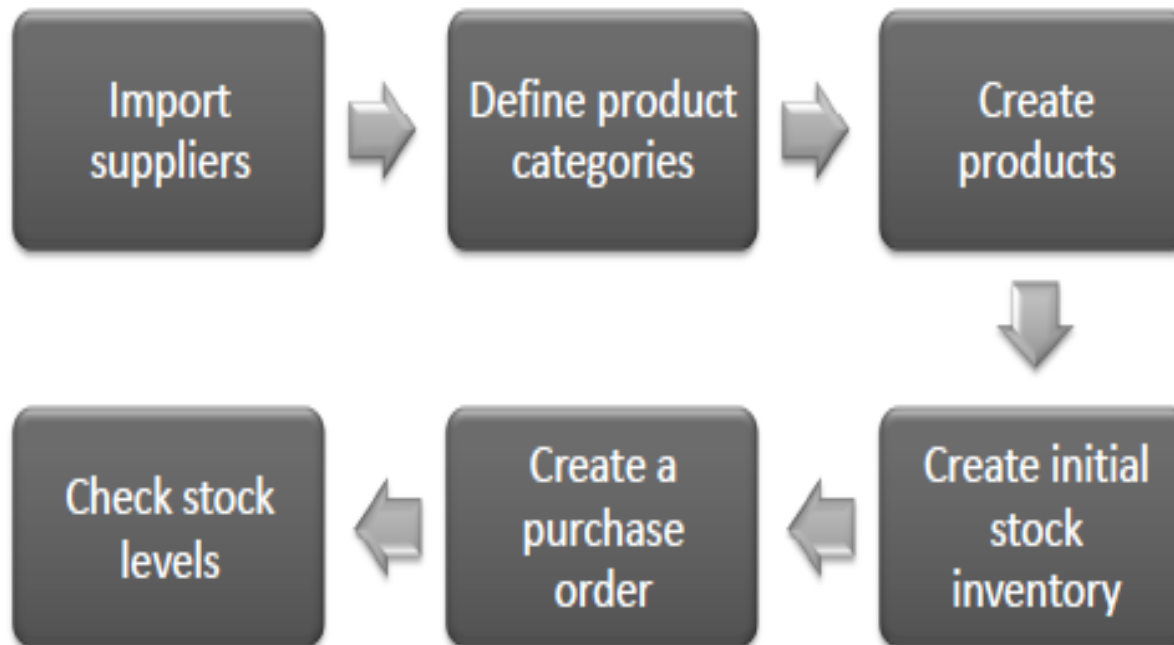 Import
suppliers
Define product
categories
Create
products
Create initial
stock
inventory
Create a
purchase
order
Check stock
levels